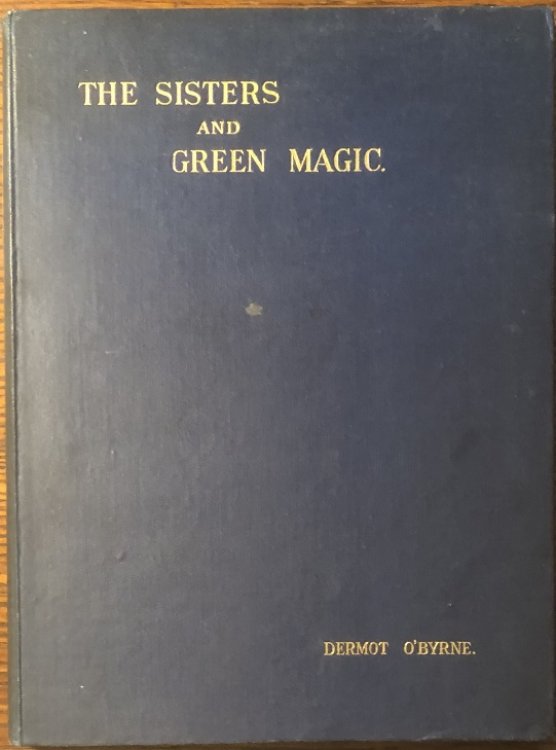 THE SISTERS
AND
GREEN MAGIC.
DERMOT O'BYRNE.